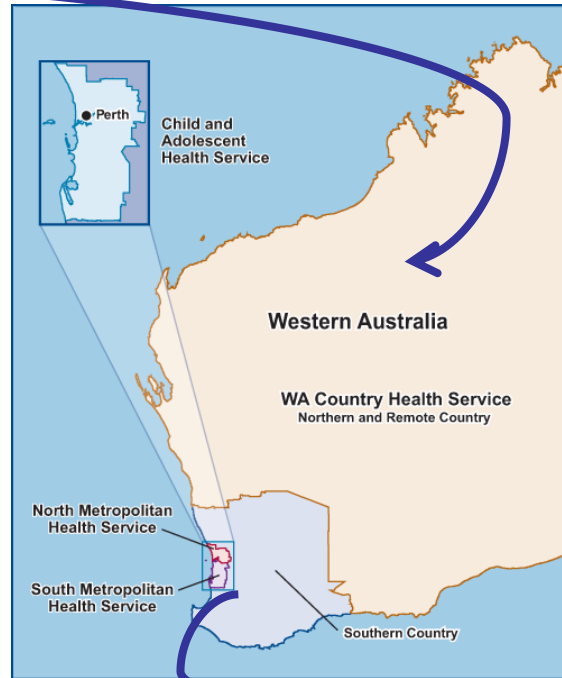 Perth
Child and
Adolescent
Health Service
Western Australia
WA Country Health Service
Northern and Remote Country
North Metropolitan
Health Service
South Metropolitan
Health Service
Southern Country